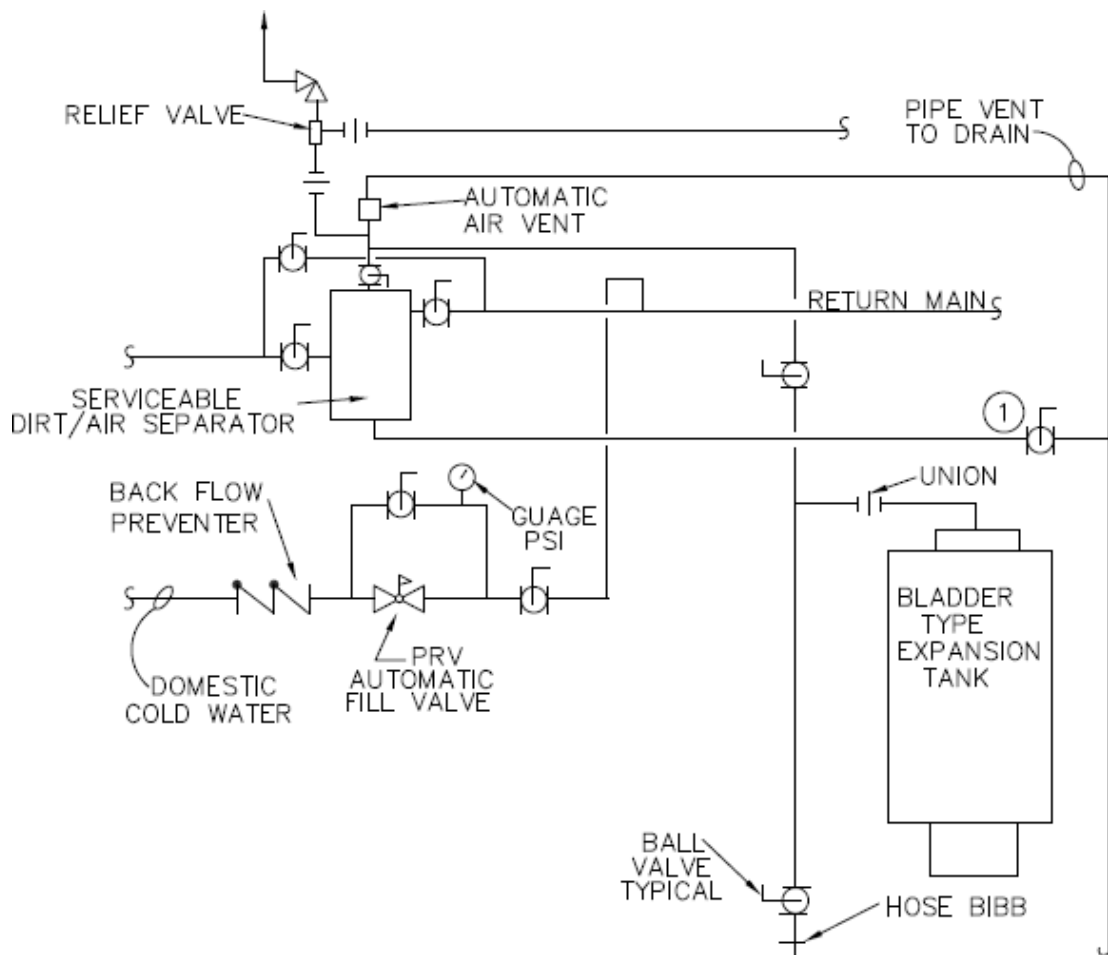 RELIEF VALVE
PIPE VENT
TO DRAIN
AUTOMATIC
AIR VENT
RETURN MAIN
SERVICEABLE
DIRT/AIR SEPARATOR
1
BACK FLOW
PREVENTER
GUAGE
PSI
UNION
BLADDER
TYPE
EXPANSION
TANK
PRV
AUTOMATIC
FILL VALVE
DOMESTIC
COLD WATER
BALL
VALVE
TYPICAL
HOSE BIBB